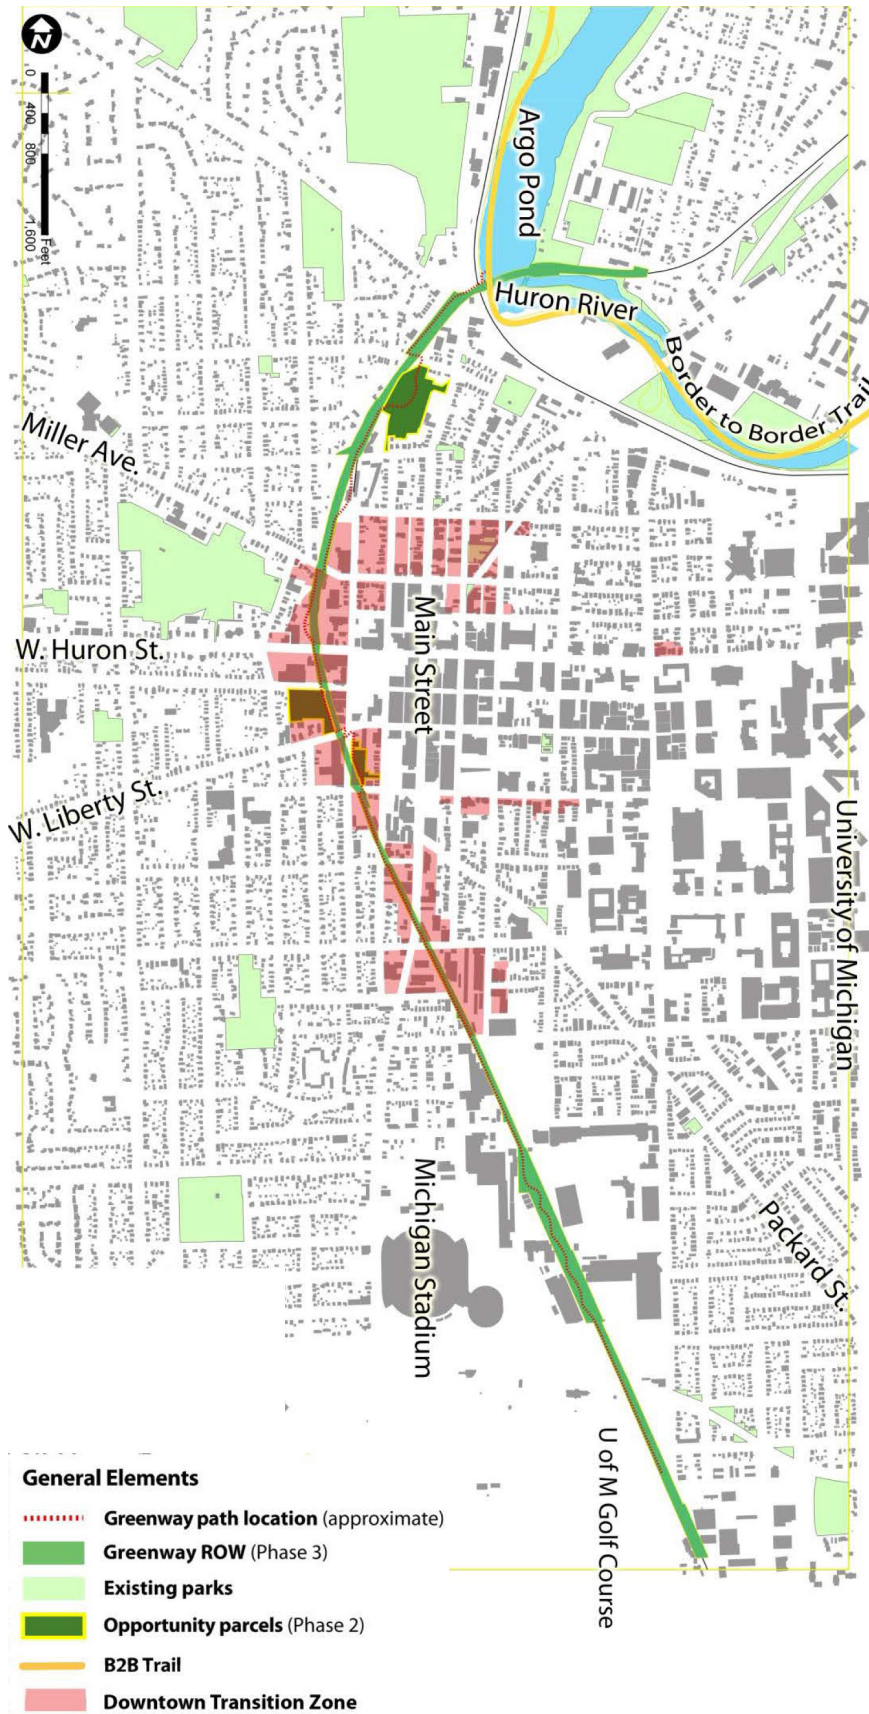 N
0
400
800
1,600
Feet
Argo Pond
Huron River
Border to Border Trail
Miller Ave.
Main Street
W. Huron St.
W. Liberty St.
University of Michigan
Michigan Stadium
Packard St.
U of M Golf Course
General Elements
Greenway path location (approximate)
Greenway ROW (Phase 3)
Existing parks
Opportunity parcels (Phase 2)
B2B Trail
Downtown Transition Zone